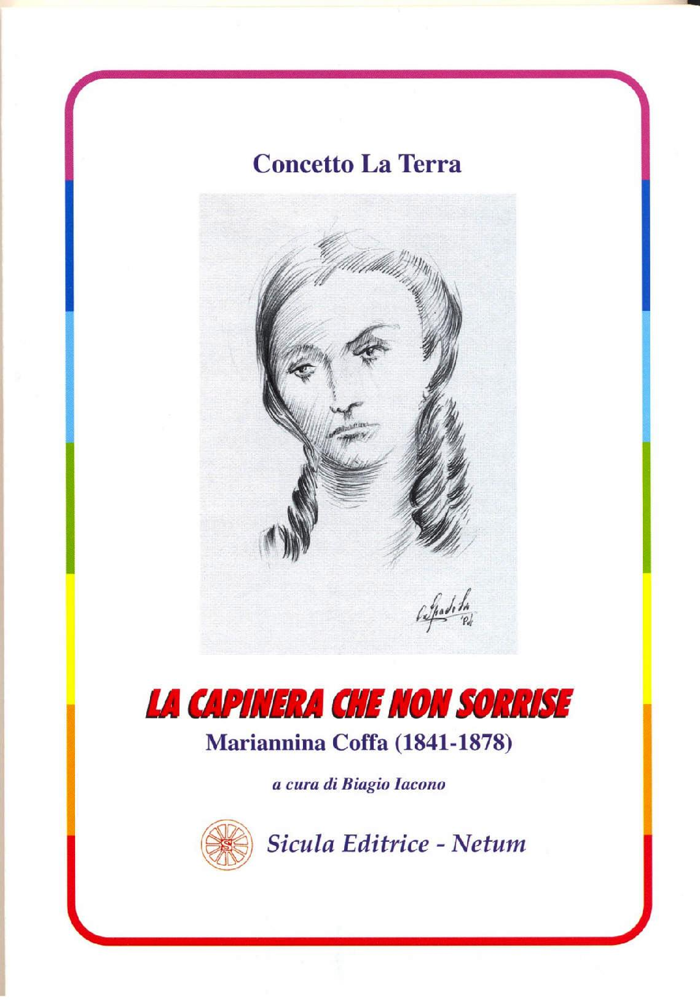 Concetto La Terra
LA CAPINERA CHE NON SORRISE
Mariannina Coffa (1841-1878)
a cura di Biagio Iacono
S
Sicula Editrice - Netum